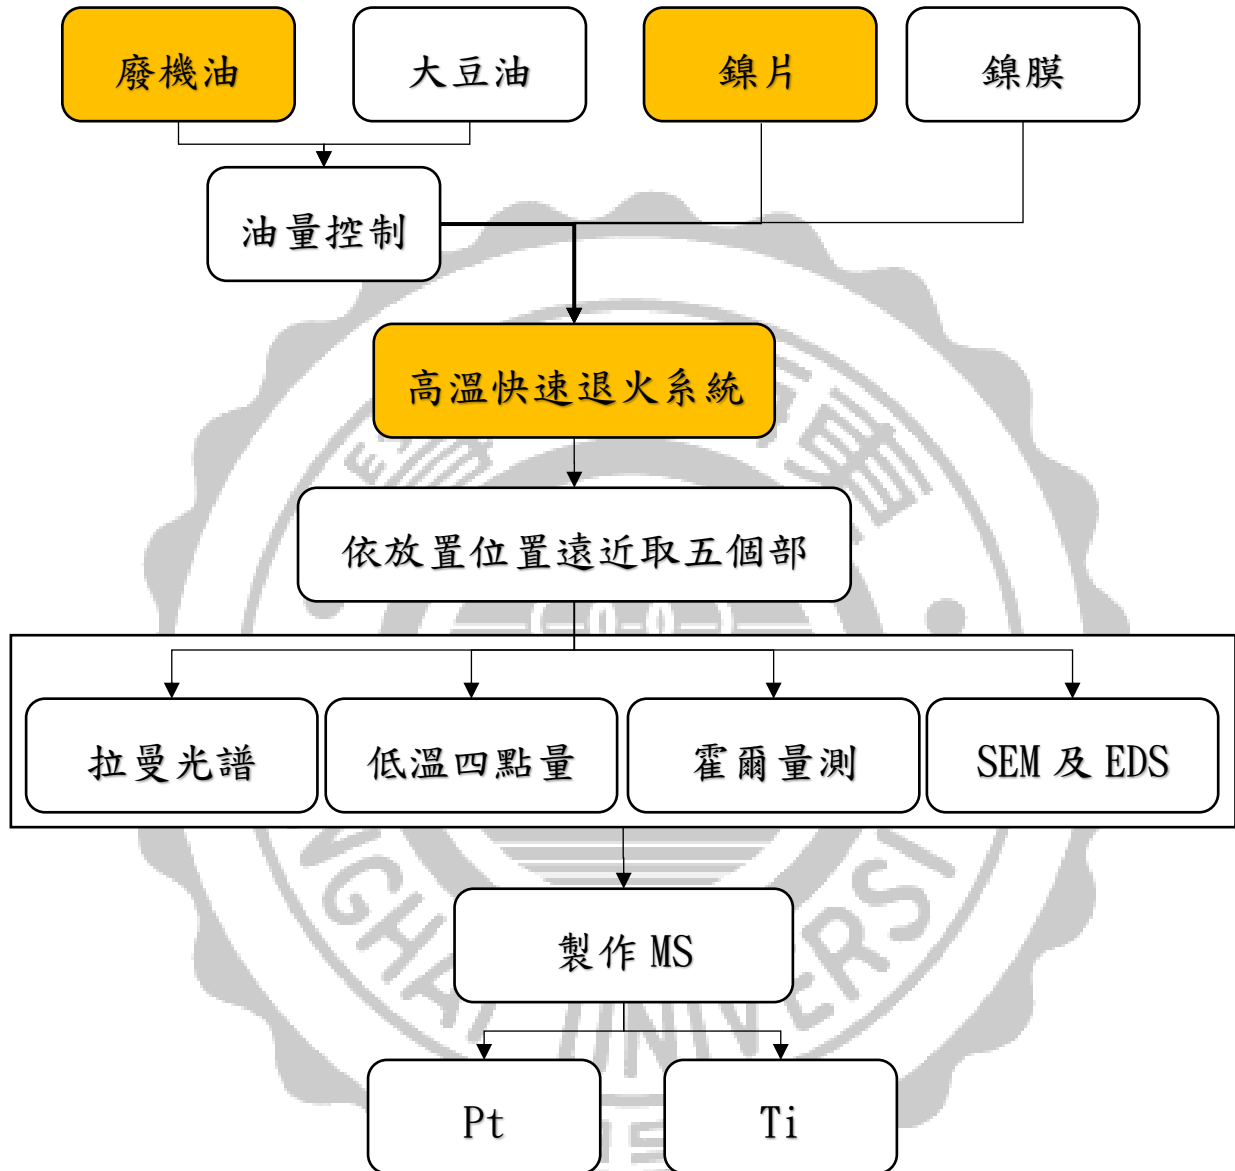 廢機油
大豆油
鎳片
鎳膜
油量控制
高溫快速退火系統
依放置位置遠近取五個部
拉曼光譜
低溫四點量
霍爾量測
SEM 及 EDS
製作 MS
Pt
Ti
NGHAI UNIVERSI